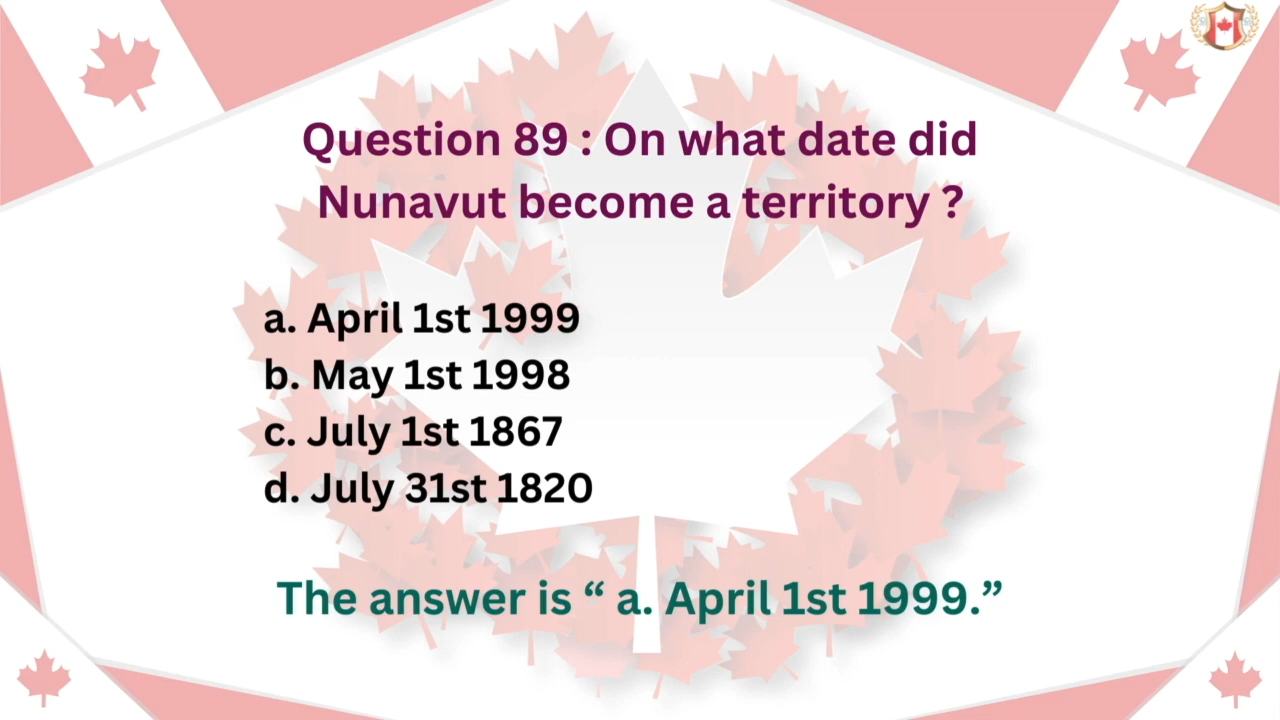 Question 89 : On what date did
Nunavut become a territory ?
a. April 1st 1999
b. May 1st 1998
c. July 1st 1867
d. July 31st 1820
The answer is “ a. April 1st 1999.”